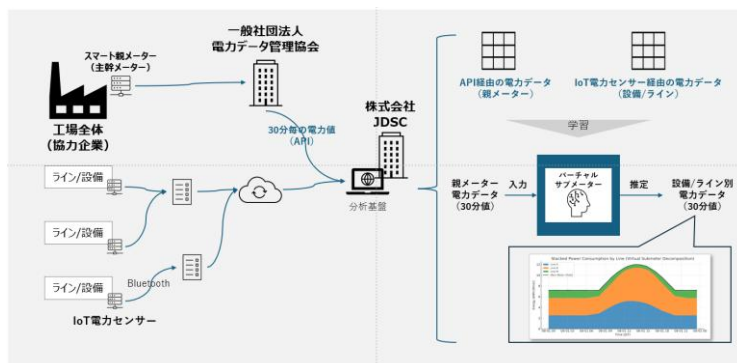 一般社団法人
電力データ管理協会
スマート親メーター
(主幹メーター)
工場全体
(協力企業)
30分毎の電力値
(API)
株式会社
JDSC
分析基盤
ライン/設備
ライン/設備
ライン/設備
Bluetooth
IoT電力センサー
API経由の電力データ
(親メーター)
IoT電力センサー経由の電力データ
(設備/ライン)
学習
親メーター
電力データ
(30分値)
入力
バーチャル
サブメーター
推定
設備/ライン別
電力データ
(30分値)
Stacked Power Consumption by Line (Virtual Submeter Decomposition)